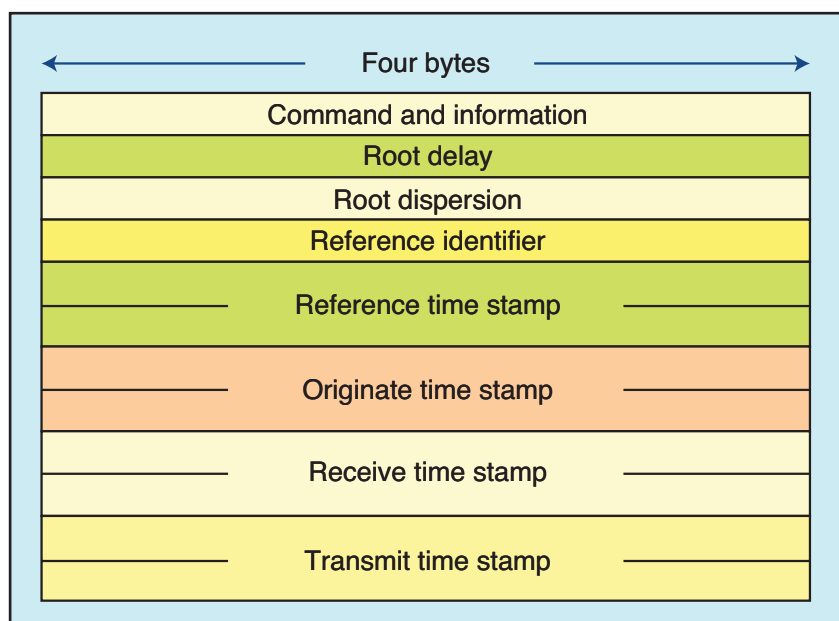 Four bytes
Command and information
Root delay
Root dispersion
Reference identifier
Reference time stamp
Originate time stamp
Receive time stamp
Transmit time stamp